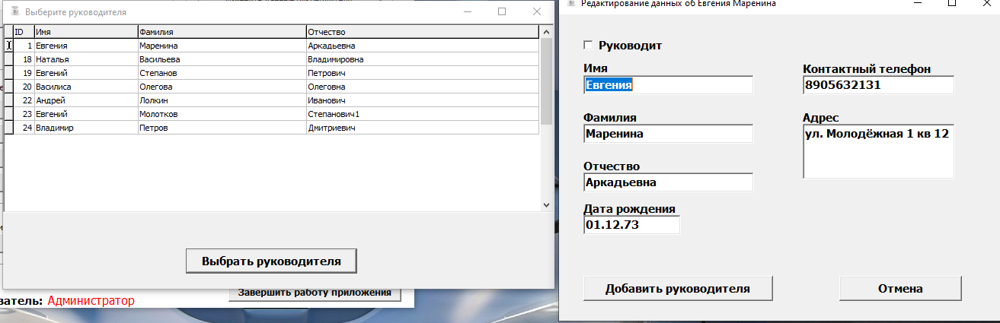 Выберите руководителя
ID Имя Фамилия Отчество
1 Евгения Маренина Аркадьевна
18 Наталья Васильева Владимировна
19 Евгений Степанов Петрович
20 Василиса Олегова Олеговна
22 Андрей Лолкин Иванович
23 Евгений Молотков Степанович1
24 Владимир Петров Дмитриевич
Выбрать руководителя
ватель: Администратор
Завершить работу приложения
Редактирование данных об Евгения Маренина
Руководит
Имя
Евгения
Фамилия
Маренина
Отчество
Аркадьевна
Дата рождения
01.12.73
Контактный телефон
8905632131
Адрес
ул. Молодёжная 1 кв 12
Добавить руководителя
Отмена